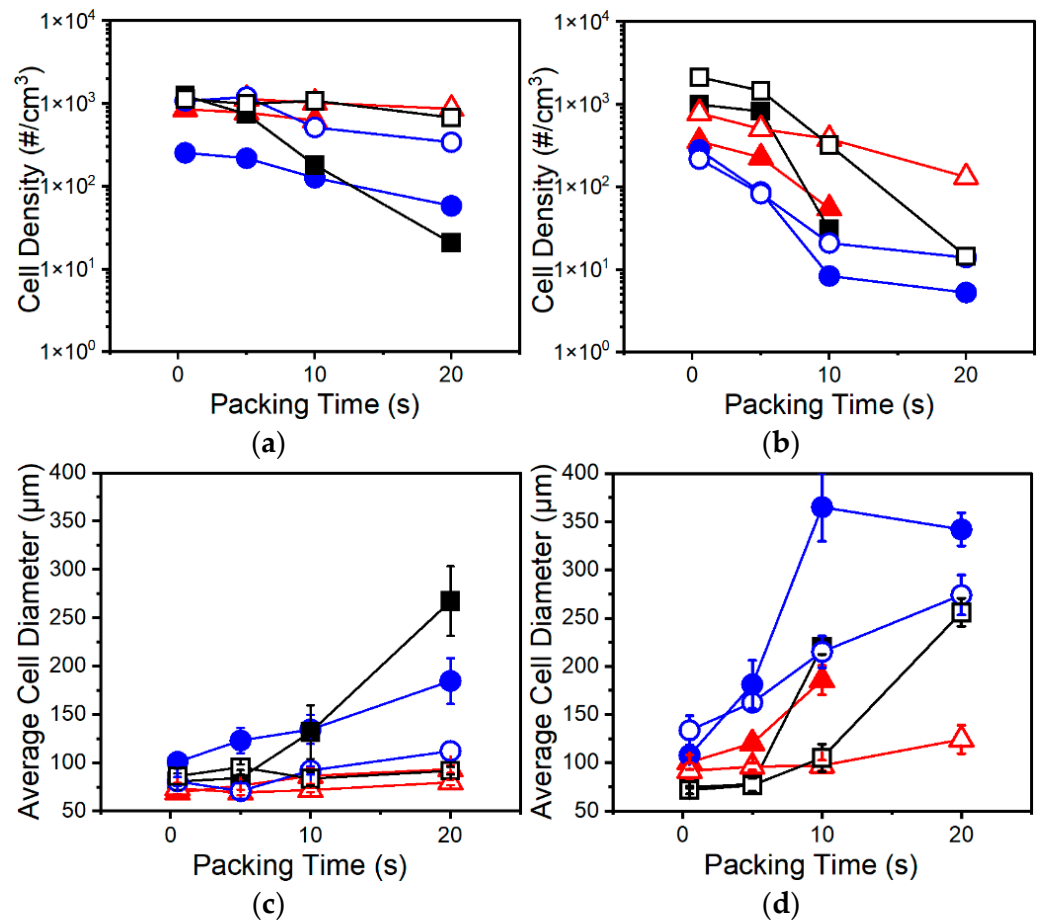 1×10⁴
1×10³
1×10²
1×10¹
1×10⁰
Cell Density (#/cm³)
0 10 20
Packing Time (s)
(a)
1×10⁴
1×10³
1×10²
1×10¹
1×10⁰
Cell Density (#/cm³)
0 10 20
Packing Time (s)
(b)
400
350
300
250
200
150
100
50
Average Cell Diameter (μm)
0 10 20
Packing Time (s)
(c)
400
350
300
250
200
150
100
50
Average Cell Diameter (μm)
0 10 20
Packing Time (s)
(d)